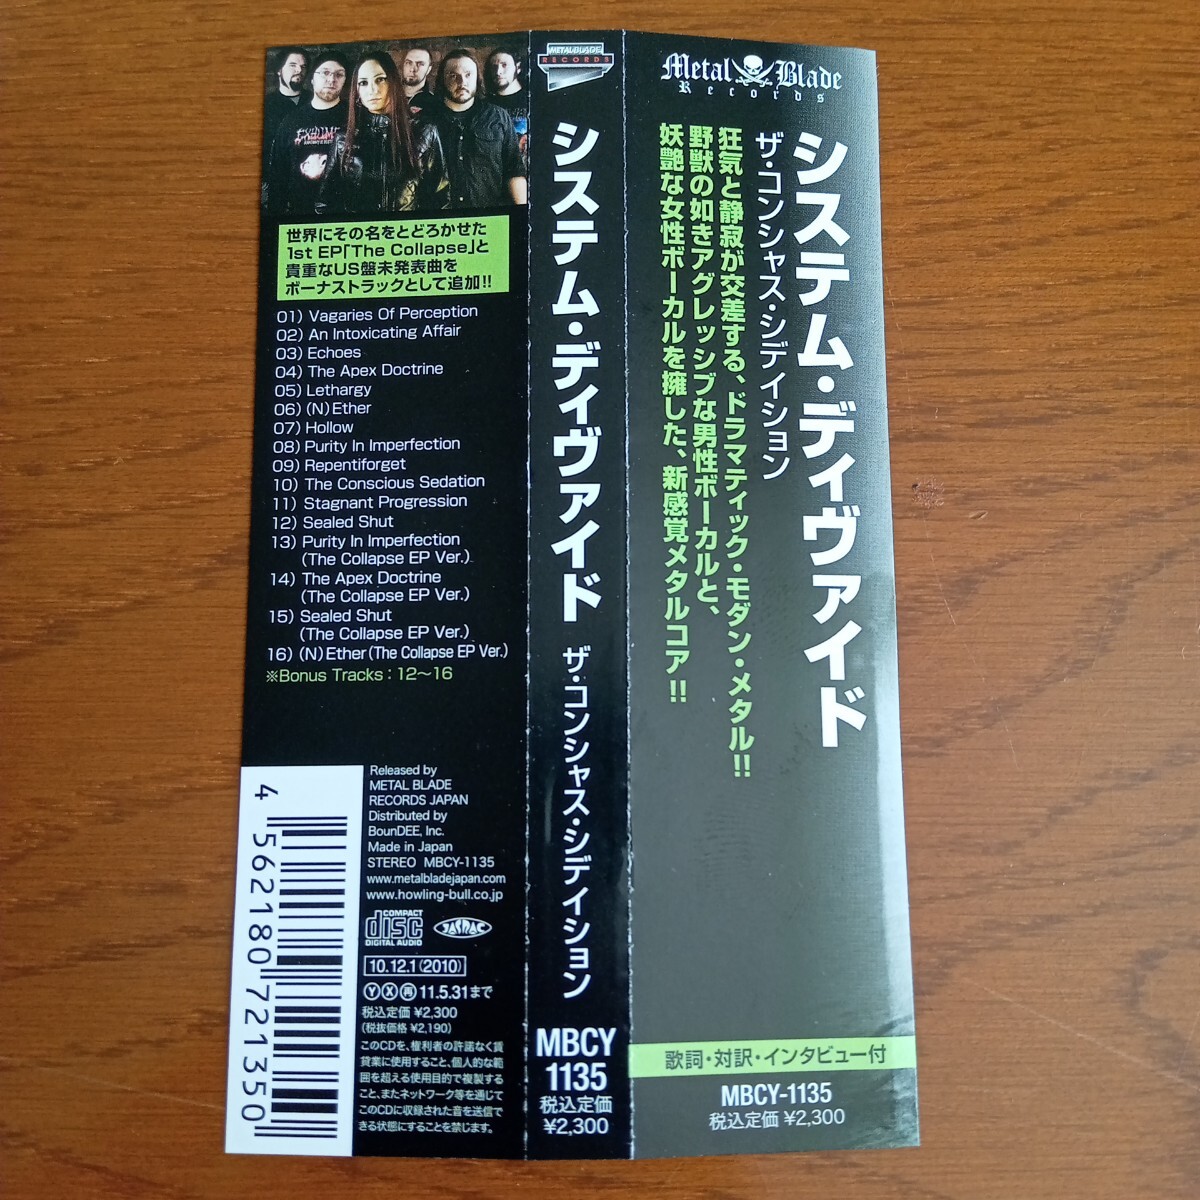 EXHUME
世界にその名をとどろかせた
1st EP｢The Collapse｣と
貴重なUS盤未発表曲を
ボーナストラックとして追加!!
01) Vagaries Of Perception
02) An Intoxicating Affair
03) Echoes
04) The Apex Doctrine
05) Lethargy
06) (N)Ether
07) Hollow
08) Purity In Imperfection
09) Repentiforget
10) The Conscious Sedation
11) Stagnant Progression
12) Sealed Shut
13) Purity In Imperfection
(The Collapse EP Ver.)
14) The Apex Doctrine
(The Collapse EP Ver.)
15) Sealed Shut
(The Collapse EP Ver.)
16) (N)Ether (The Collapse EP Ver.)
※Bonus Tracks : 12〜16
4 562180 721350
Released by
METAL BLADE
RECORDS JAPAN
Distributed by
BounDEE, Inc.
Made in Japan
STEREO MBCY-1135
www.metalbladejapan.com
www.howling-bull.co.jp
COMPACT
disc
DIGITAL AUDIO
JASRAC
10.12.1(2010)
Ⓨ Ⓧ 再 11.5.31まで
税込定価 ¥2,300
(税抜価格 ¥2,190)
このCDを、権利者の許諾なく賃
貸業に使用すること、個人的な範
囲を超える使用目的で複製する
こと、またネットワーク等を通じて
このCDに収録された音を送信で
きる状態にすることを禁じます。
METAL BLADE
RECORDS
システム・ディヴァイド
ザ・コンシャス・シデイション
MBCY
1135
税込定価
¥2,300
Metal Blade
Records
システム・ディヴァイド
ザ・コンシャス・シデイション
狂気と静寂が交差する、ドラマティック・モダン・メタル!!
野獣の如きアグレッシブな男性ボーカルと、
妖艶な女性ボーカルを擁した、新感覚メタルコア!!
歌詞・対訳・インタビュー付
MBCY-1135
税込定価 ¥2,300